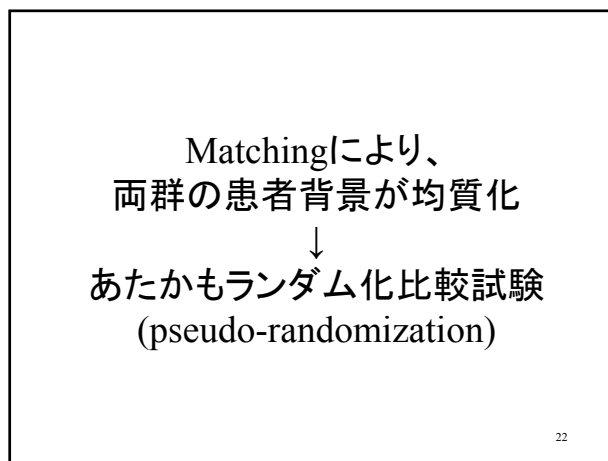 Matchingにより、
両群の患者背景が均質化
↓
あたかもランダム化比較試験
(pseudo-randomization)
22